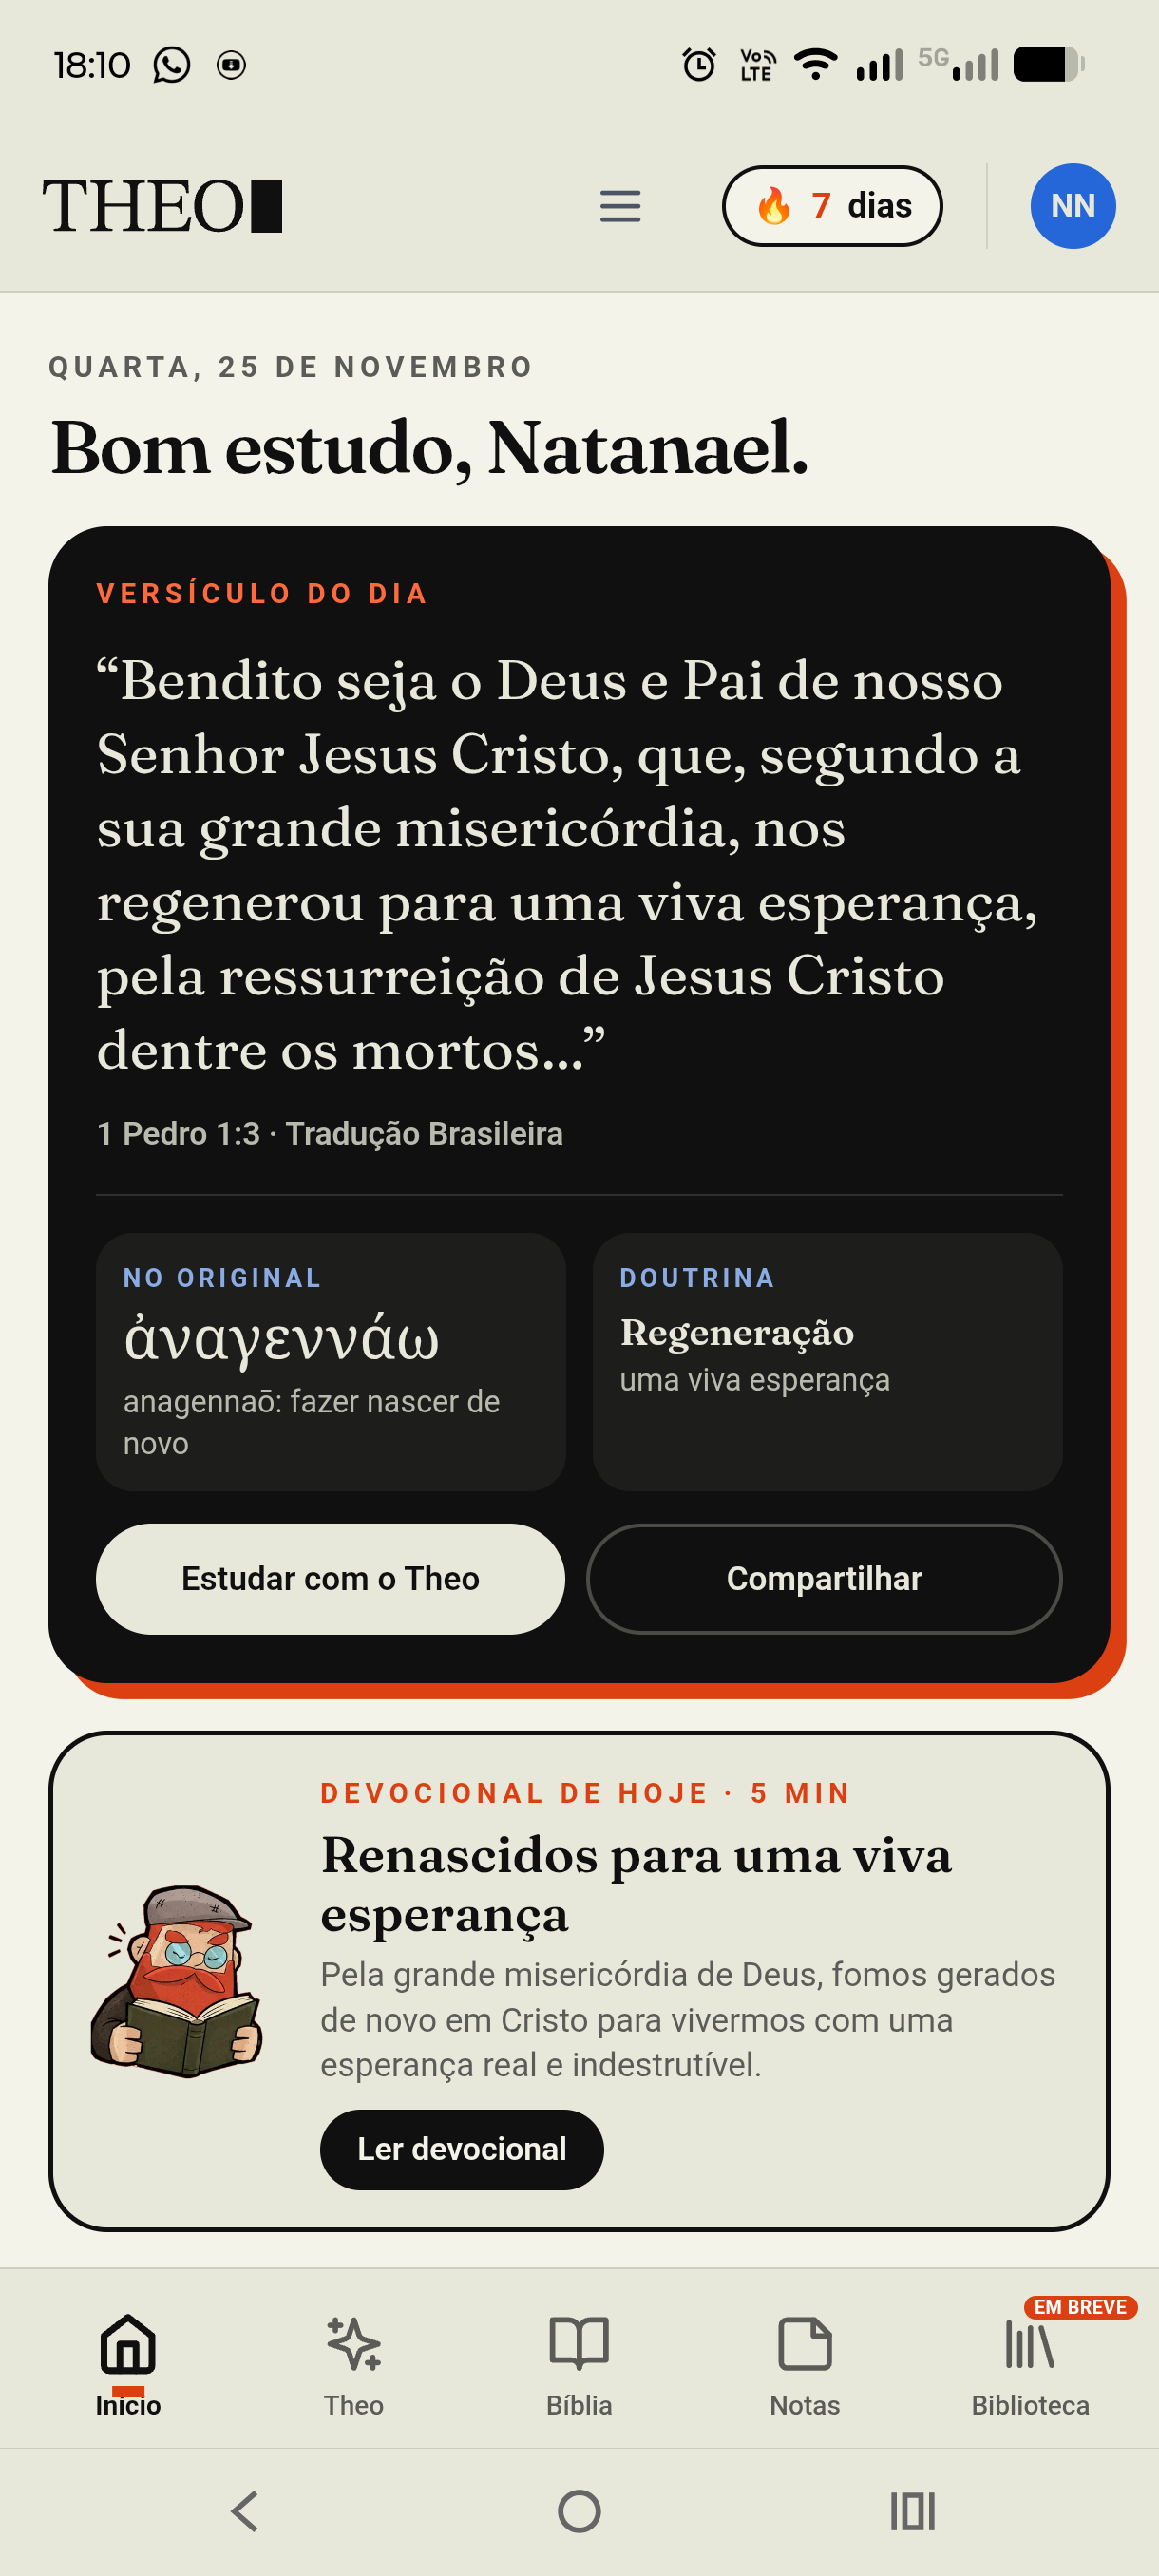 18:10
Vo LTE
5G
THEO
🔥 7 dias
NN
QUARTA, 25 DE NOVEMBRO
Bom estudo, Natanael.
VERSÍCULO DO DIA
“Bendito seja o Deus e Pai de nosso
Senhor Jesus Cristo, que, segundo a
sua grande misericórdia, nos
regenerou para uma viva esperança,
pela ressurreição de Jesus Cristo
dentre os mortos...”
1 Pedro 1:3 · Tradução Brasileira
NO ORIGINAL
ἀναγεννάω
anagennaō: fazer nascer de
novo
DOUTRINA
Regeneração
uma viva esperança
Estudar com o Theo
Compartilhar
DEVOCIONAL DE HOJE · 5 MIN
Renascidos para uma viva
esperança
Pela grande misericórdia de Deus, fomos gerados
de novo em Cristo para vivermos com uma
esperança real e indestrutível.
Ler devocional
EM BREVE
Início
Theo
Bíblia
Notas
Biblioteca